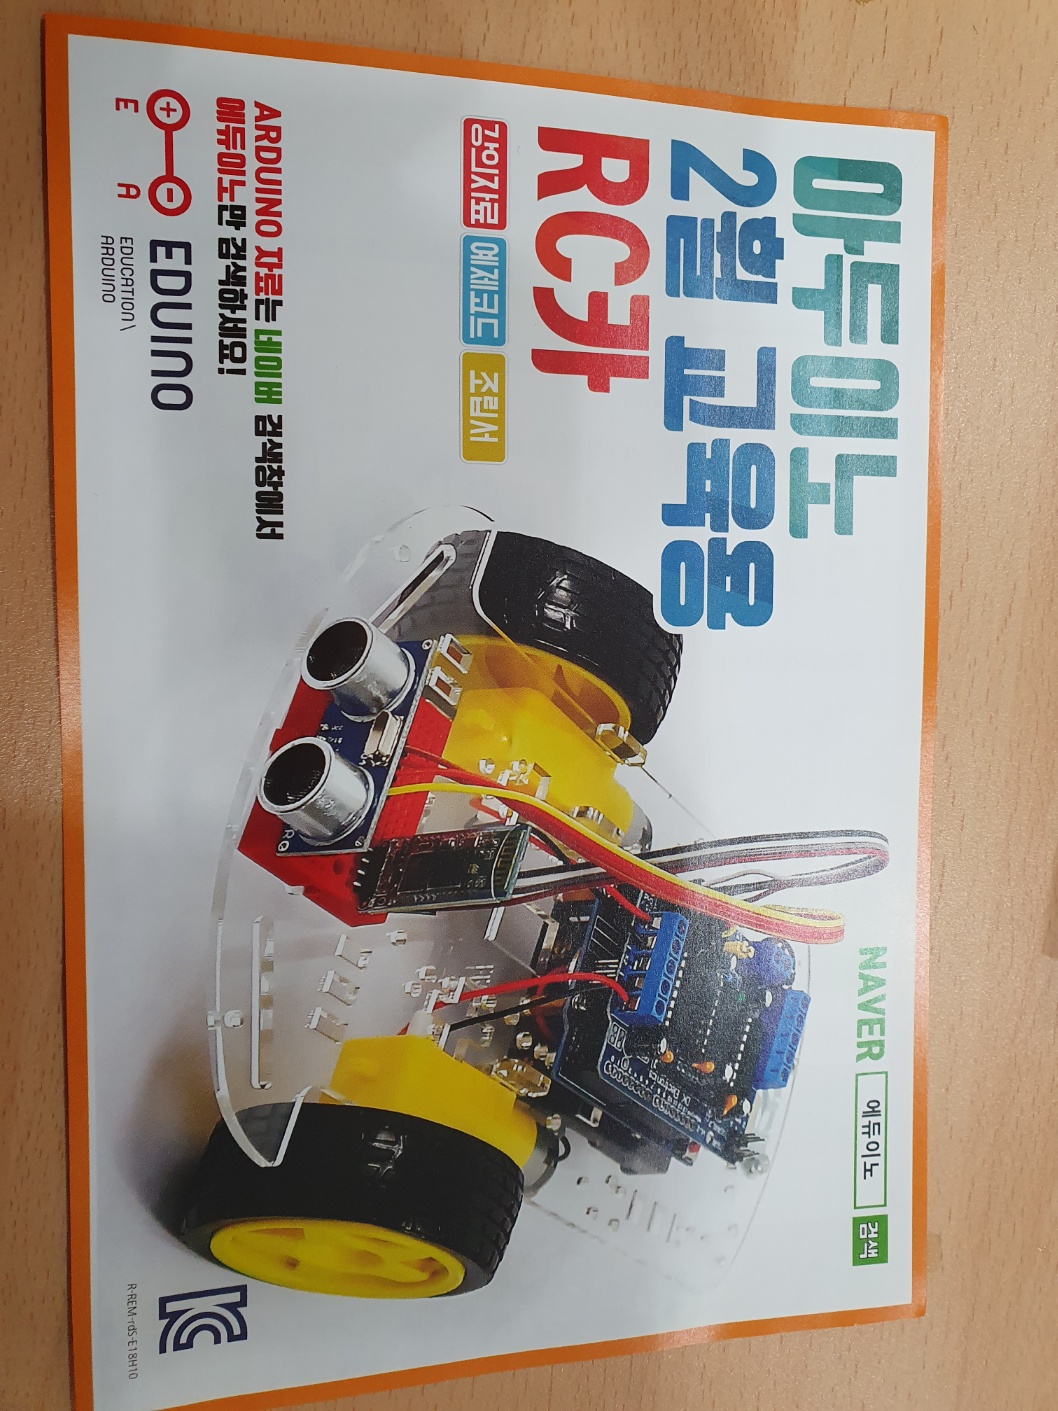 아두이노
2휠 교육용
RC카
강의자료 예제코드 조립서
NAVER 에듀이노 검색
ARDUINO 자료는 네이버 검색창에서
에듀이노만 검색하세요!
E A
EDUINO
EDUCATION \
ARDUINO
R-REM-rdS-E18H10